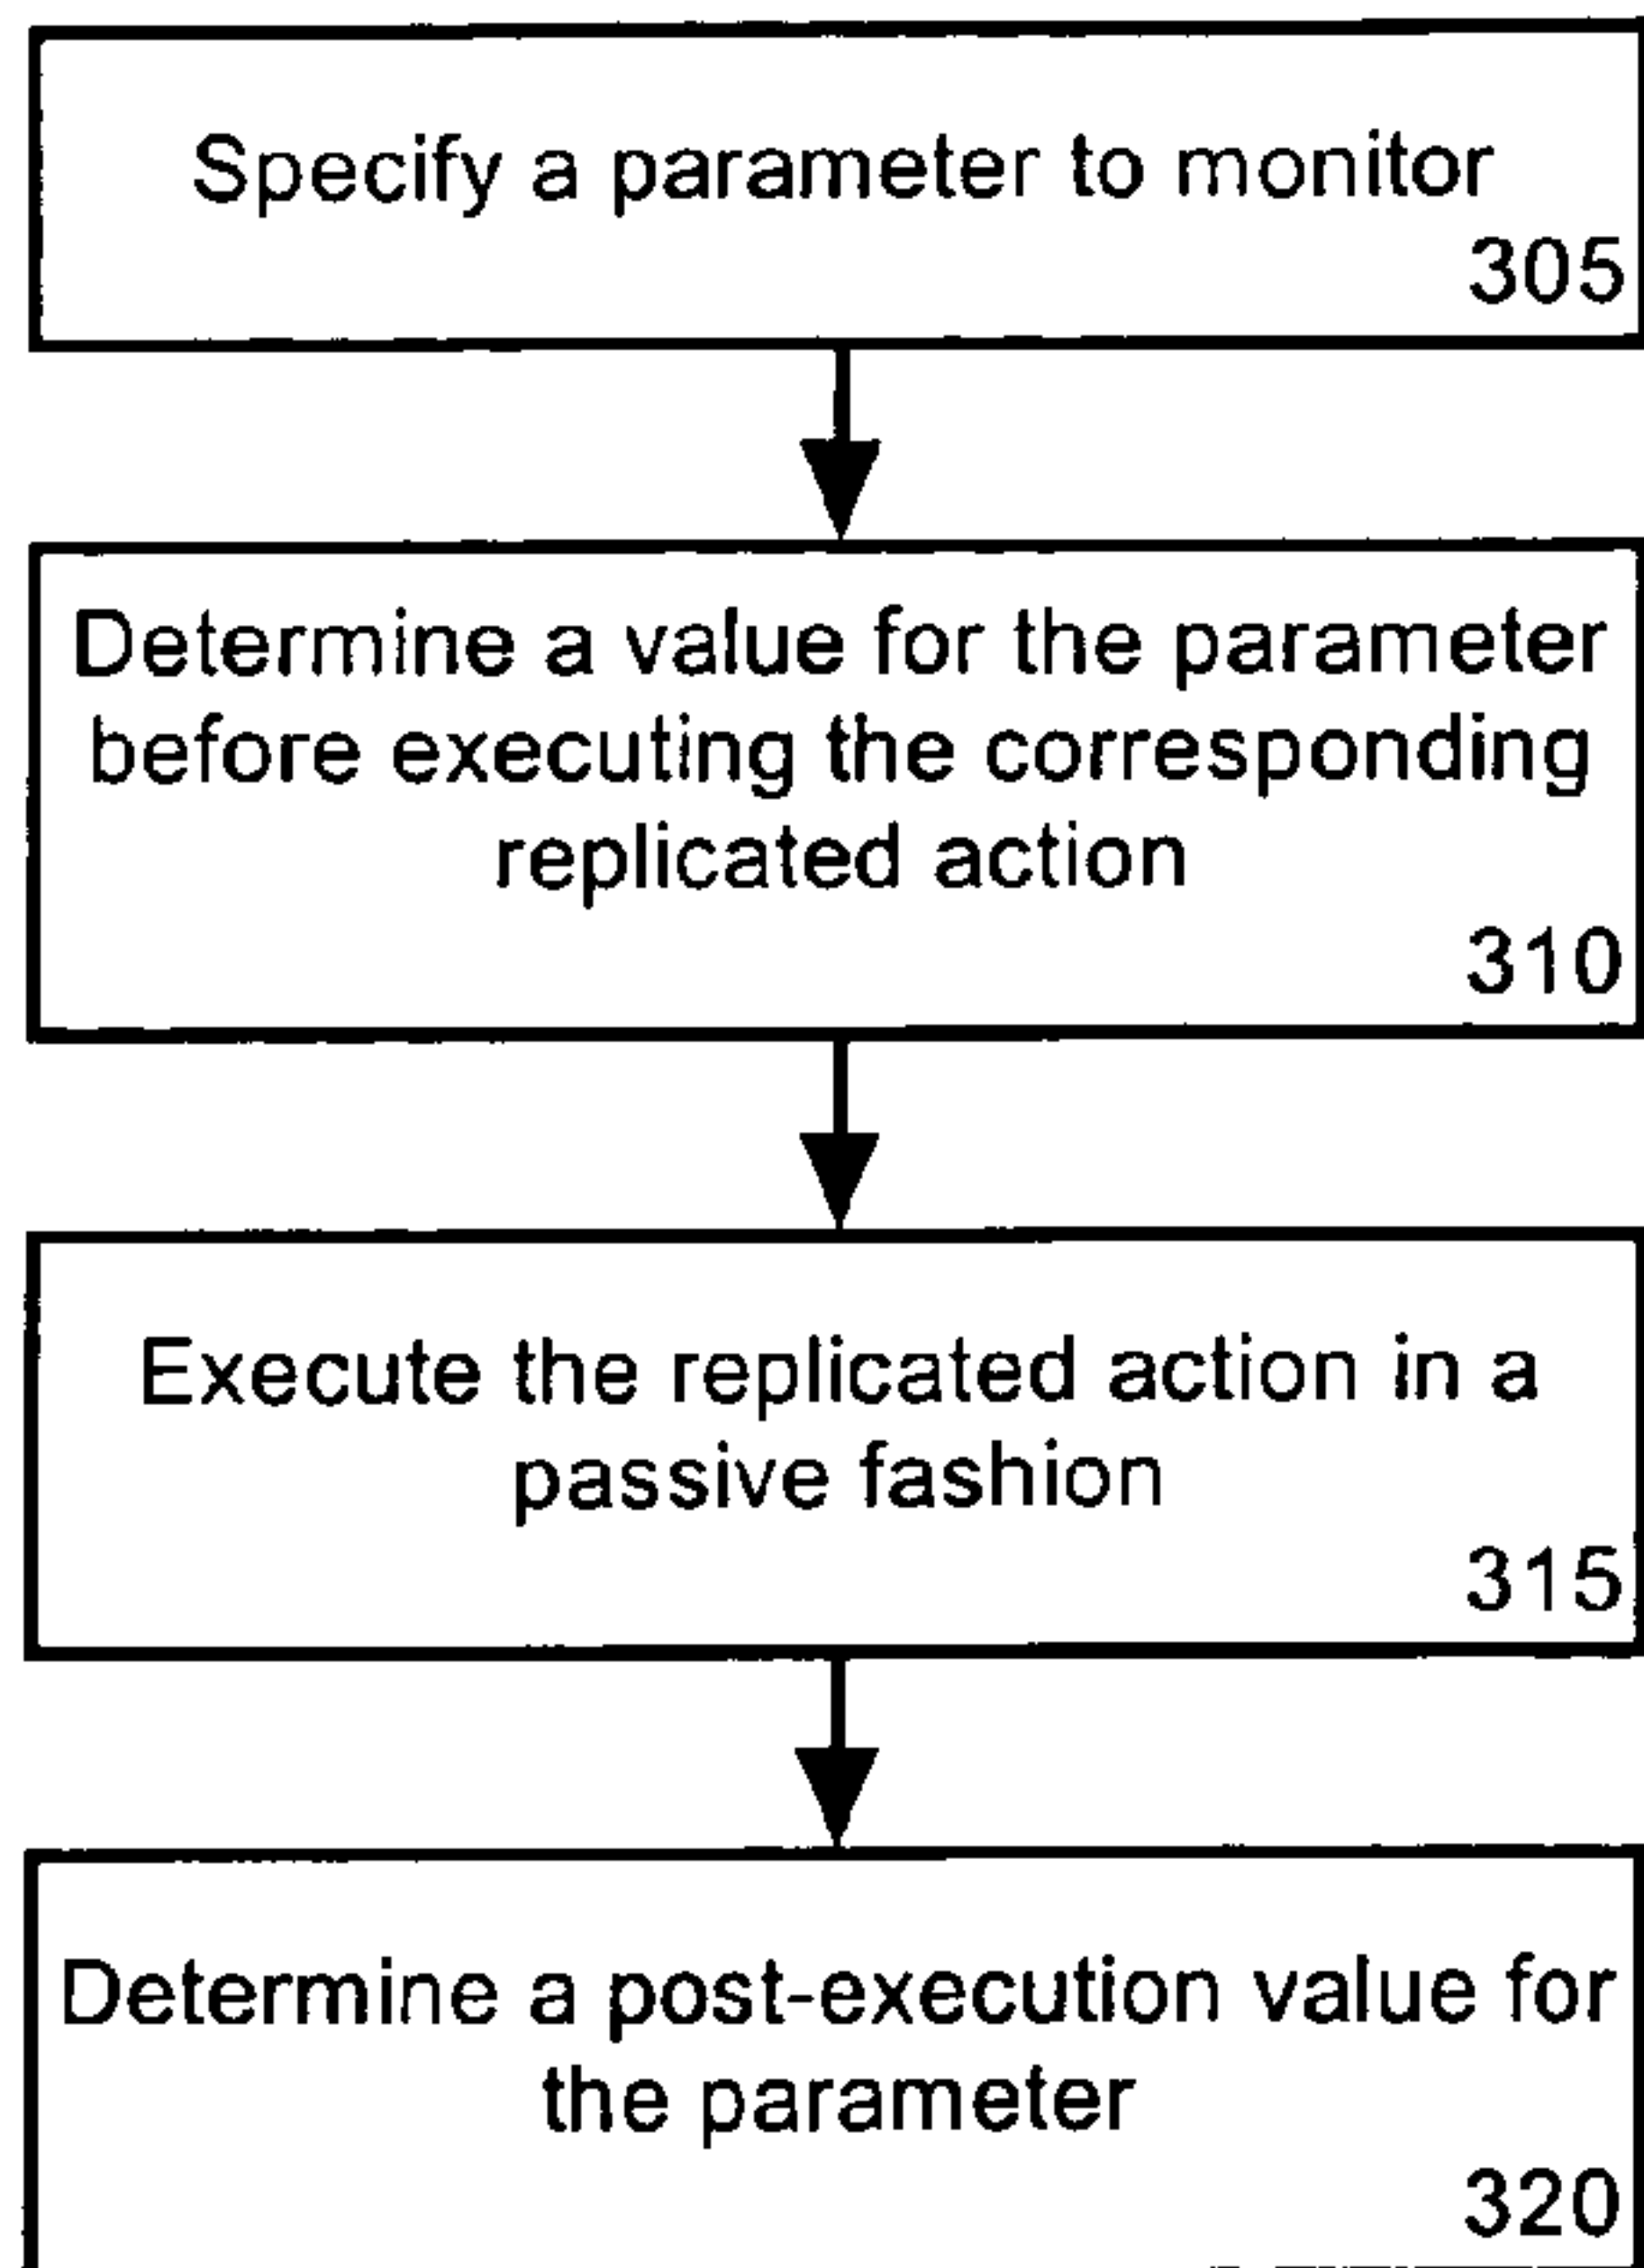 Specify a parameter to monitor
305
Determine a value for the parameter
before executing the corresponding
replicated action
310
Execute the replicated action in a
passive fashion
315
Determine a post-execution value for
the parameter
320